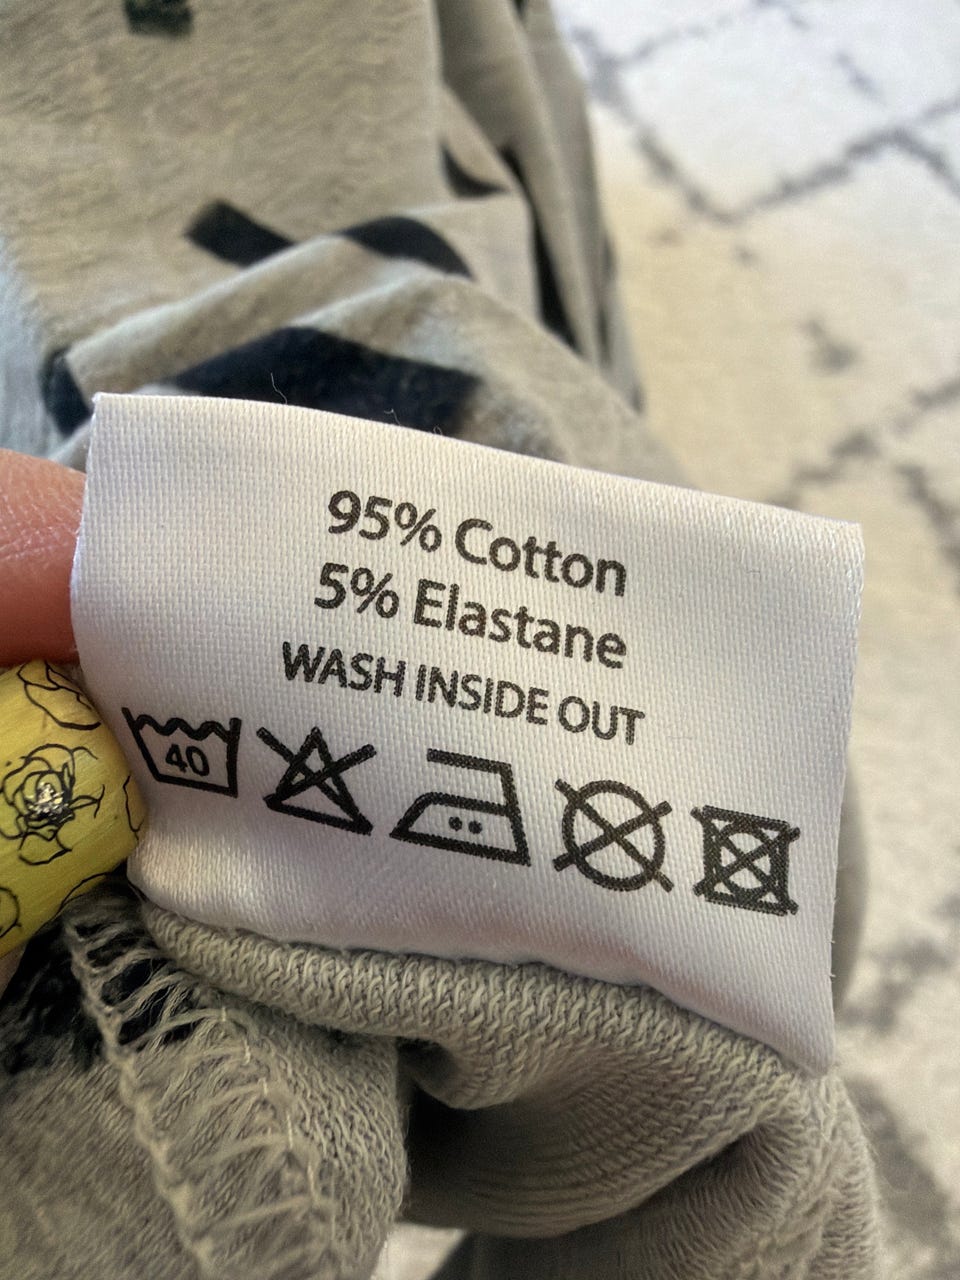 95% Cotton
5% Elastane
WASH INSIDE OUT
40